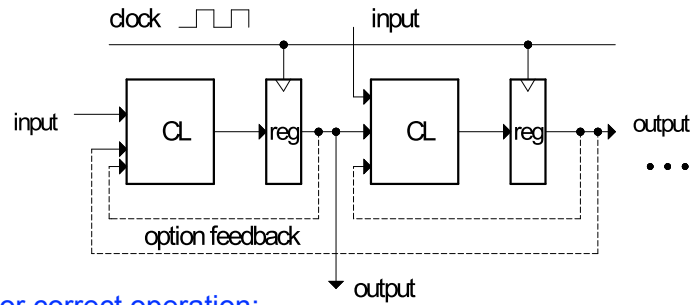 clock
input
input
CL
reg
CL
reg
output
option feedback
output
or correct operation: